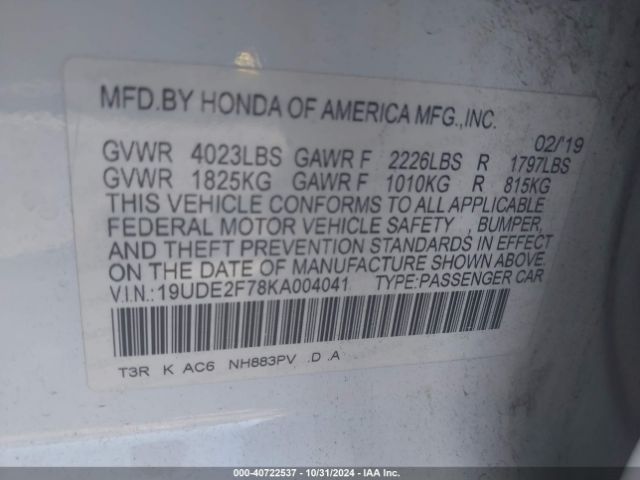 MFD.BY HONDA OF AMERICA MFG.,INC.
02/'19
GVWR 4023LBS GAWR F 2226LBS R 1797LBS
GVWR 1825KG GAWR F 1010KG R 815KG
THIS VEHICLE CONFORMS TO ALL APPLICABLE
FEDERAL MOTOR VEHICLE SAFETY , BUMPER,
AND THEFT PREVENTION STANDARDS IN EFFECT
ON THE DATE OF MANUFACTURE SHOWN ABOVE.
V.I.N.:19UDE2F78KA004041 TYPE:PASSENGER CAR
T3R K AC6 NH883PV .D .A
000-40722537 - 10/31/2024 - IAA Inc.